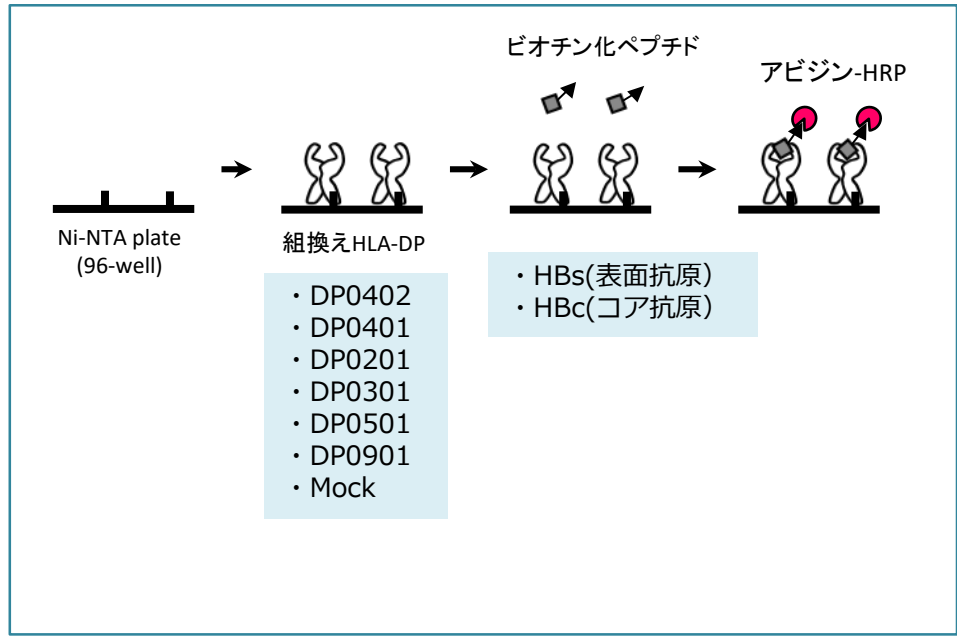 ビオチン化ペプチド
アビジン-HRP
Ni-NTA plate
(96-well)
組換えHLA-DP
・DP0402
・DP0401
・DP0201
・DP0301
・DP0501
・DP0901
・Mock
・HBs(表面抗原）
・HBc(コア抗原）